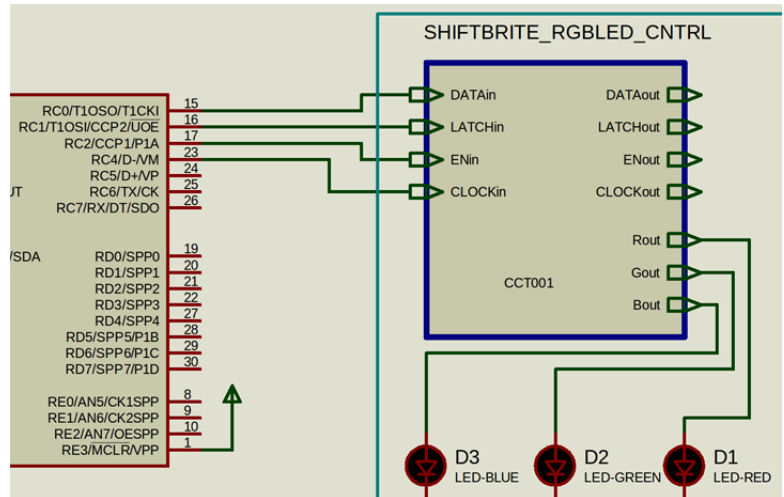 SHIFTBRITE_RGBLED_CNTRL
RC0/T1OSO/T1CKI 15
RC1/T1OSI/CCP2/UOE 16
RC2/CCP1/P1A 17
RC4/D-/VM 23
RC5/D+/VP 24
UT RC6/TX/CK 25
RC7/RX/DT/SDO 26
/SDA RD0/SPP0 19
RD1/SPP1 20
RD2/SPP2 21
RD3/SPP3 22
RD4/SPP4 27
RD5/SPP5/P1B 28
RD6/SPP6/P1C 29
RD7/SPP7/P1D 30
RE0/AN5/CK1SPP 8
RE1/AN6/CK2SPP 9
RE2/AN7/OESPP 10
RE3/MCLR/VPP 1
DATAin DATAout
LATCHin LATCHout
ENin ENout
CLOCKin CLOCKout
Rout
Gout
CCT001
Bout
D3 D2 D1
LED-BLUE LED-GREEN LED-RED